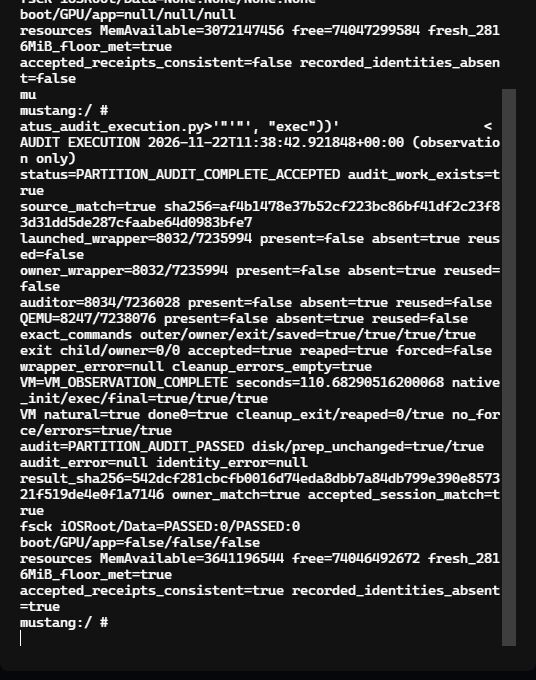 fsck iOSRoot/Data=None:None/None:None
boot/GPU/app=null/null/null
resources MemAvailable=3072147456 free=74047299584 fresh_281
6MiB_floor_met=true
accepted_receipts_consistent=false recorded_identities_absen
t=false
mu
mustang:/ #
atus_audit_execution.py>'"'"', "exec"))' <
AUDIT EXECUTION 2026-11-22T11:38:42.921848+00:00 (observatio
n only)
status=PARTITION_AUDIT_COMPLETE_ACCEPTED audit_work_exists=t
rue
source_match=true sha256=af4b1478e37b52cf223bc86bf41df2c23f8
3d31dd5de287cfaabe64d0983bfe7
launched_wrapper=8032/7235994 present=false absent=true reus
ed=false
owner_wrapper=8032/7235994 present=false absent=true reused=
false
auditor=8034/7236028 present=false absent=true reused=false
QEMU=8247/7238076 present=false absent=true reused=false
exact_commands outer/owner/exit/saved=true/true/true/true
exit child/owner=0/0 accepted=true reaped=true forced=false
wrapper_error=null cleanup_errors_empty=true
VM=VM_OBSERVATION_COMPLETE seconds=110.68290516200068 native
_init/exec/final=true/true/true
VM natural=true done0=true cleanup_exit/reaped=0/true no_for
ce/errors=true/true
audit=PARTITION_AUDIT_PASSED disk/prep_unchanged=true/true
audit_error=null identity_error=null
result_sha256=542dcf281cbcfb0016d74eda8dbb7a84db799e390e8573
21f519de4e0f1a7146 owner_match=true accepted_session_match=t
rue
fsck iOSRoot/Data=PASSED:0/PASSED:0
boot/GPU/app=false/false/false
resources MemAvailable=3641196544 free=74046492672 fresh_281
6MiB_floor_met=true
accepted_receipts_consistent=true recorded_identities_absent
=true
mustang:/ #